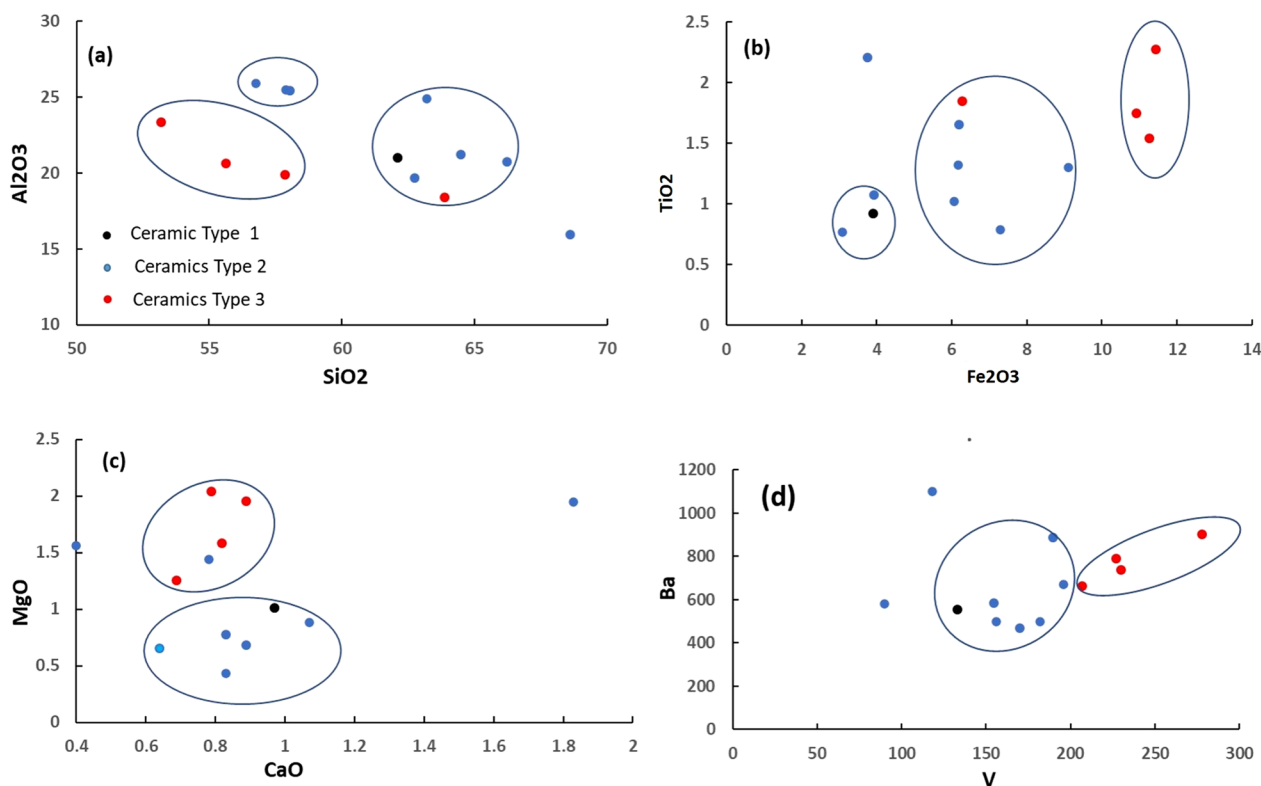 30
25
20
15
10
Al2O3
(a)
Ceramic Type 1
Ceramics Type 2
Ceramics Type 3
50 55 60 65 70
SiO2
2.5
2
1.5
1
0.5
0
TiO2
(b)
0 2 4 6 8 10 12 14
Fe2O3
2.5
2
1.5
1
0.5
0
MgO
(c)
0.4 0.6 0.8 1 1.2 1.4 1.6 1.8 2
CaO
1200
1000
800
600
400
200
0
Ba
(d)
0 50 100 150 200 250 300
V